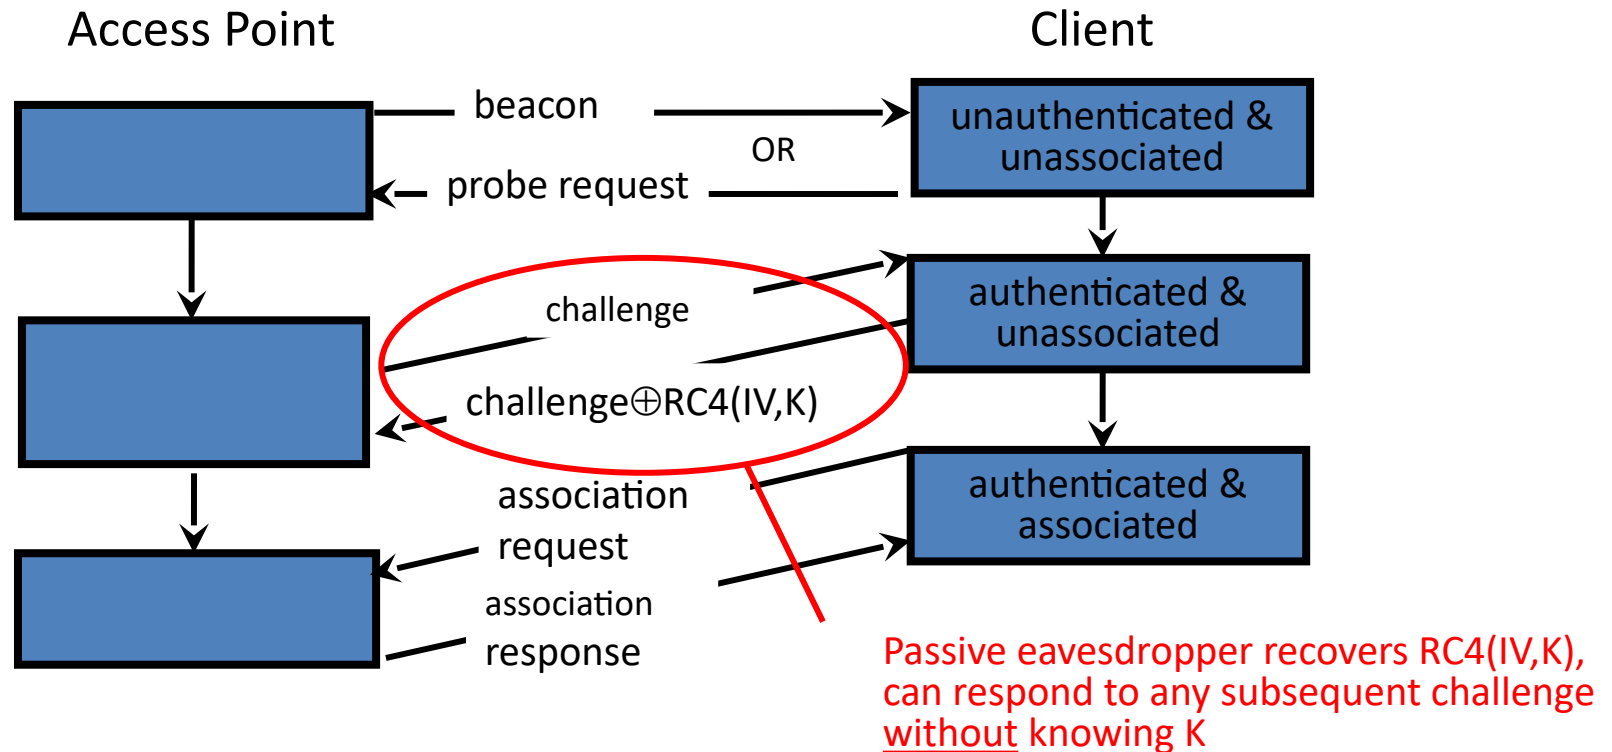 Access Point
Client
beacon
OR
probe request
unauthenticated &
unassociated
challenge
challenge⊕RC4(IV,K)
authenticated &
unassociated
association
request
association
response
authenticated &
associated
Passive eavesdropper recovers RC4(IV,K),
can respond to any subsequent challenge
without knowing K